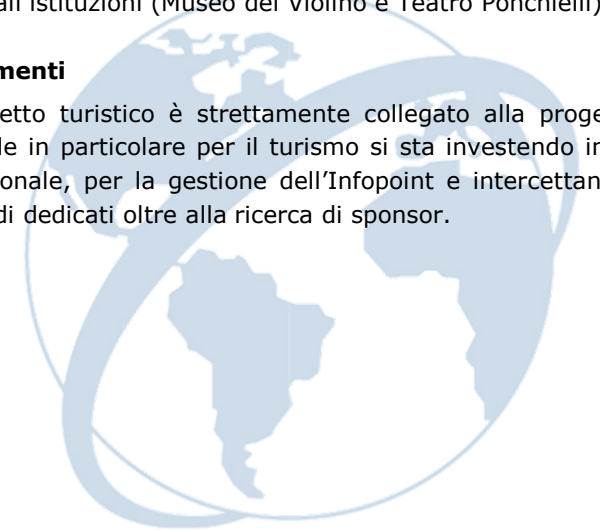 ali istituzioni (Museo del Violino e Teatro Ponchielli)
menti
etto turistico è strettamente collegato alla proge
le in particolare per il turismo si sta investendo in
onale, per la gestione dell’Infopoint e intercettan
di dedicati oltre alla ricerca di sponsor.